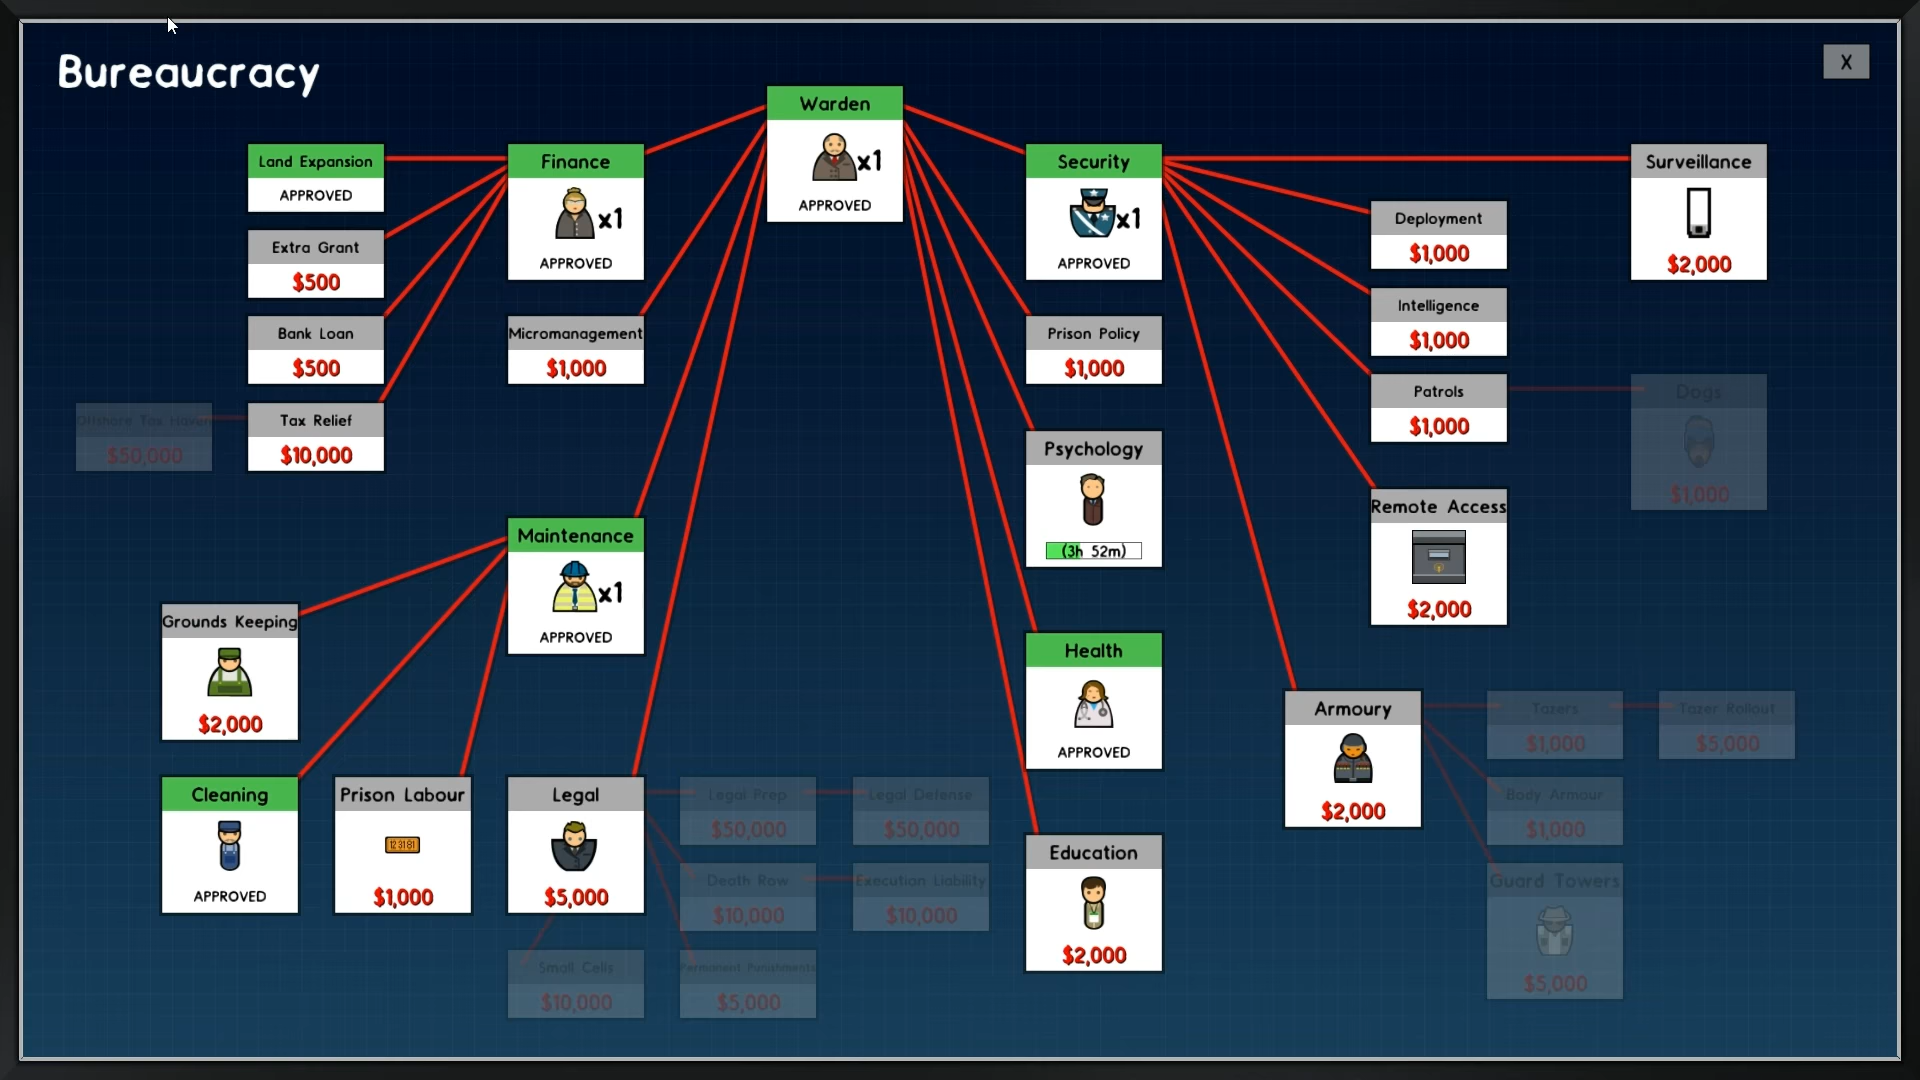 Bureaucracy
X
Warden
x1
APPROVED
Land Expansion
APPROVED
Finance
x1
APPROVED
Security
x1
APPROVED
Surveillance
$2,000
Extra Grant
$500
Deployment
$1,000
Bank Loan
$500
Micromanagement
$1,000
Prison Policy
$1,000
Intelligence
$1,000
Offshore Tax Haven
$50,000
Tax Relief
$10,000
Patrols
$1,000
Dogs
$1,000
Psychology
(3h 52m)
Remote Access
$2,000
Maintenance
x1
APPROVED
Grounds Keeping
$2,000
Health
APPROVED
Armoury
$2,000
Tazers
$1,000
Tazer Rollout
$5,000
Cleaning
APPROVED
Prison Labour
123181
$1,000
Legal
$5,000
Legal Prep
$50,000
Legal Defense
$50,000
Body Armour
$1,000
Death Row
$10,000
Execution Liability
$10,000
Education
$2,000
Guard Towers
$5,000
Small Cells
$10,000
Permanent Punishments
$5,000